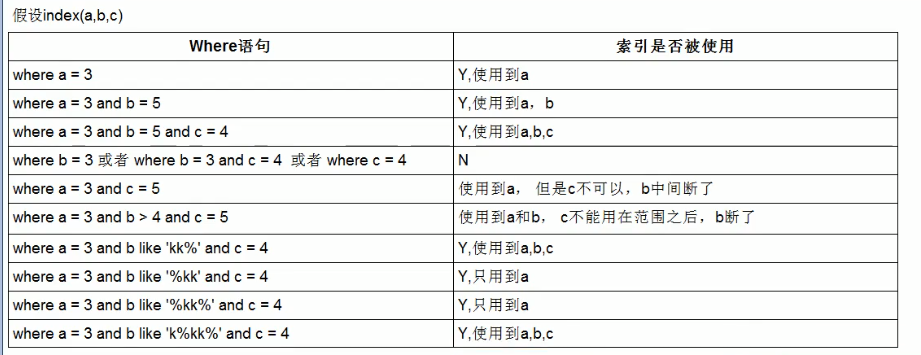 假设index(a,b,c)
Where语句 索引是否被使用
where a = 3 Y,使用到a
where a = 3 and b = 5 Y,使用到a，b
where a = 3 and b = 5 and c = 4 Y,使用到a,b,c
where b = 3 或者 where b = 3 and c = 4 或者 where c = 4 N
where a = 3 and c = 5 使用到a， 但是c不可以，b中间断了
where a = 3 and b > 4 and c = 5 使用到a和b， c不能用在范围之后，b断了
where a = 3 and b like 'kk%' and c = 4 Y,使用到a,b,c
where a = 3 and b like '%kk' and c = 4 Y,只用到a
where a = 3 and b like '%kk%' and c = 4 Y,只用到a
where a = 3 and b like 'k%kk%' and c = 4 Y,使用到a,b,c